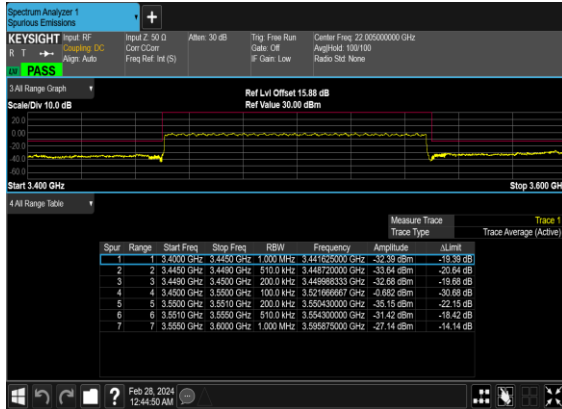 Spectrum Analyzer 1
Spurious Emissions
KEYSIGHT Input: RF Input Z: 50 Ω Atten: 30 dB Trig: Free Run Center Freq: 22.005000000 GHz
R T Coupling: DC Corr CCorr Gate: Off Avg|Hold: 100/100
Align: Auto Freq Ref: Int (S) IF Gain: Low Radio Std: None
PASS
3 All Range Graph
Ref Lvl Offset 15.88 dB
Scale/Div 10.0 dB Ref Value 30.00 dBm
20.0
0.00
-20.0
-40.0
-60.0
Start 3.400 GHz Stop 3.600 GH
4 All Range Table
Measure Trace Trace 1
Trace Type Trace Average (Active)
Spur Range Start Freq Stop Freq RBW Frequency Amplitude ΔLimit
1 1 3.4000 GHz 3.4450 GHz 1.000 MHz 3.441625000 GHz -32.39 dBm -19.39 dB
2 2 3.4450 GHz 3.4490 GHz 510.0 kHz 3.448720000 GHz -33.64 dBm -20.64 dB
3 3 3.4490 GHz 3.4500 GHz 200.0 kHz 3.449988333 GHz -32.68 dBm -19.68 dB
4 4 3.4500 GHz 3.5500 GHz 100.0 kHz 3.521666667 GHz -0.682 dBm -30.68 dB
5 5 3.5500 GHz 3.5510 GHz 200.0 kHz 3.550430000 GHz -35.15 dBm -22.15 dB
6 6 3.5510 GHz 3.5550 GHz 510.0 kHz 3.554300000 GHz -31.42 dBm -18.42 dB
7 7 3.5550 GHz 3.6000 GHz 1.000 MHz 3.595875000 GHz -27.14 dBm -14.14 dB
? Feb 28, 2024
12:44:50 AM